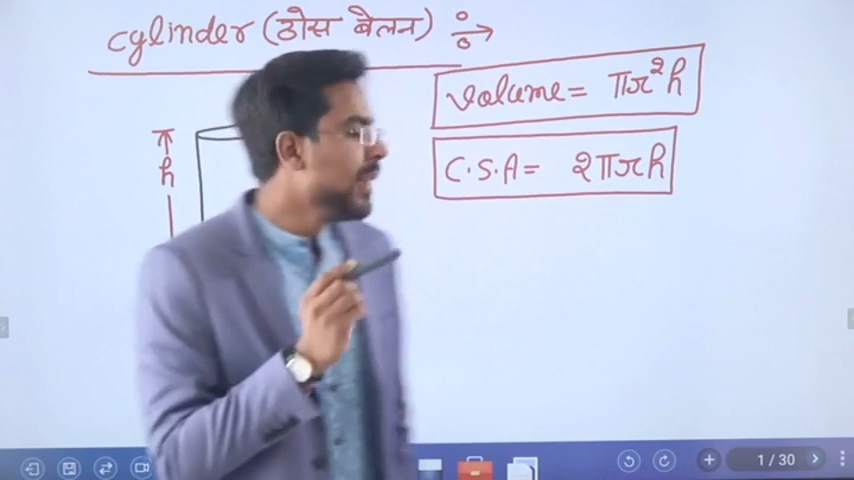 cylinder (ठोस बेलन) ÷→
volume = πr²h
h
C.S.A = 2πrh
1 / 30